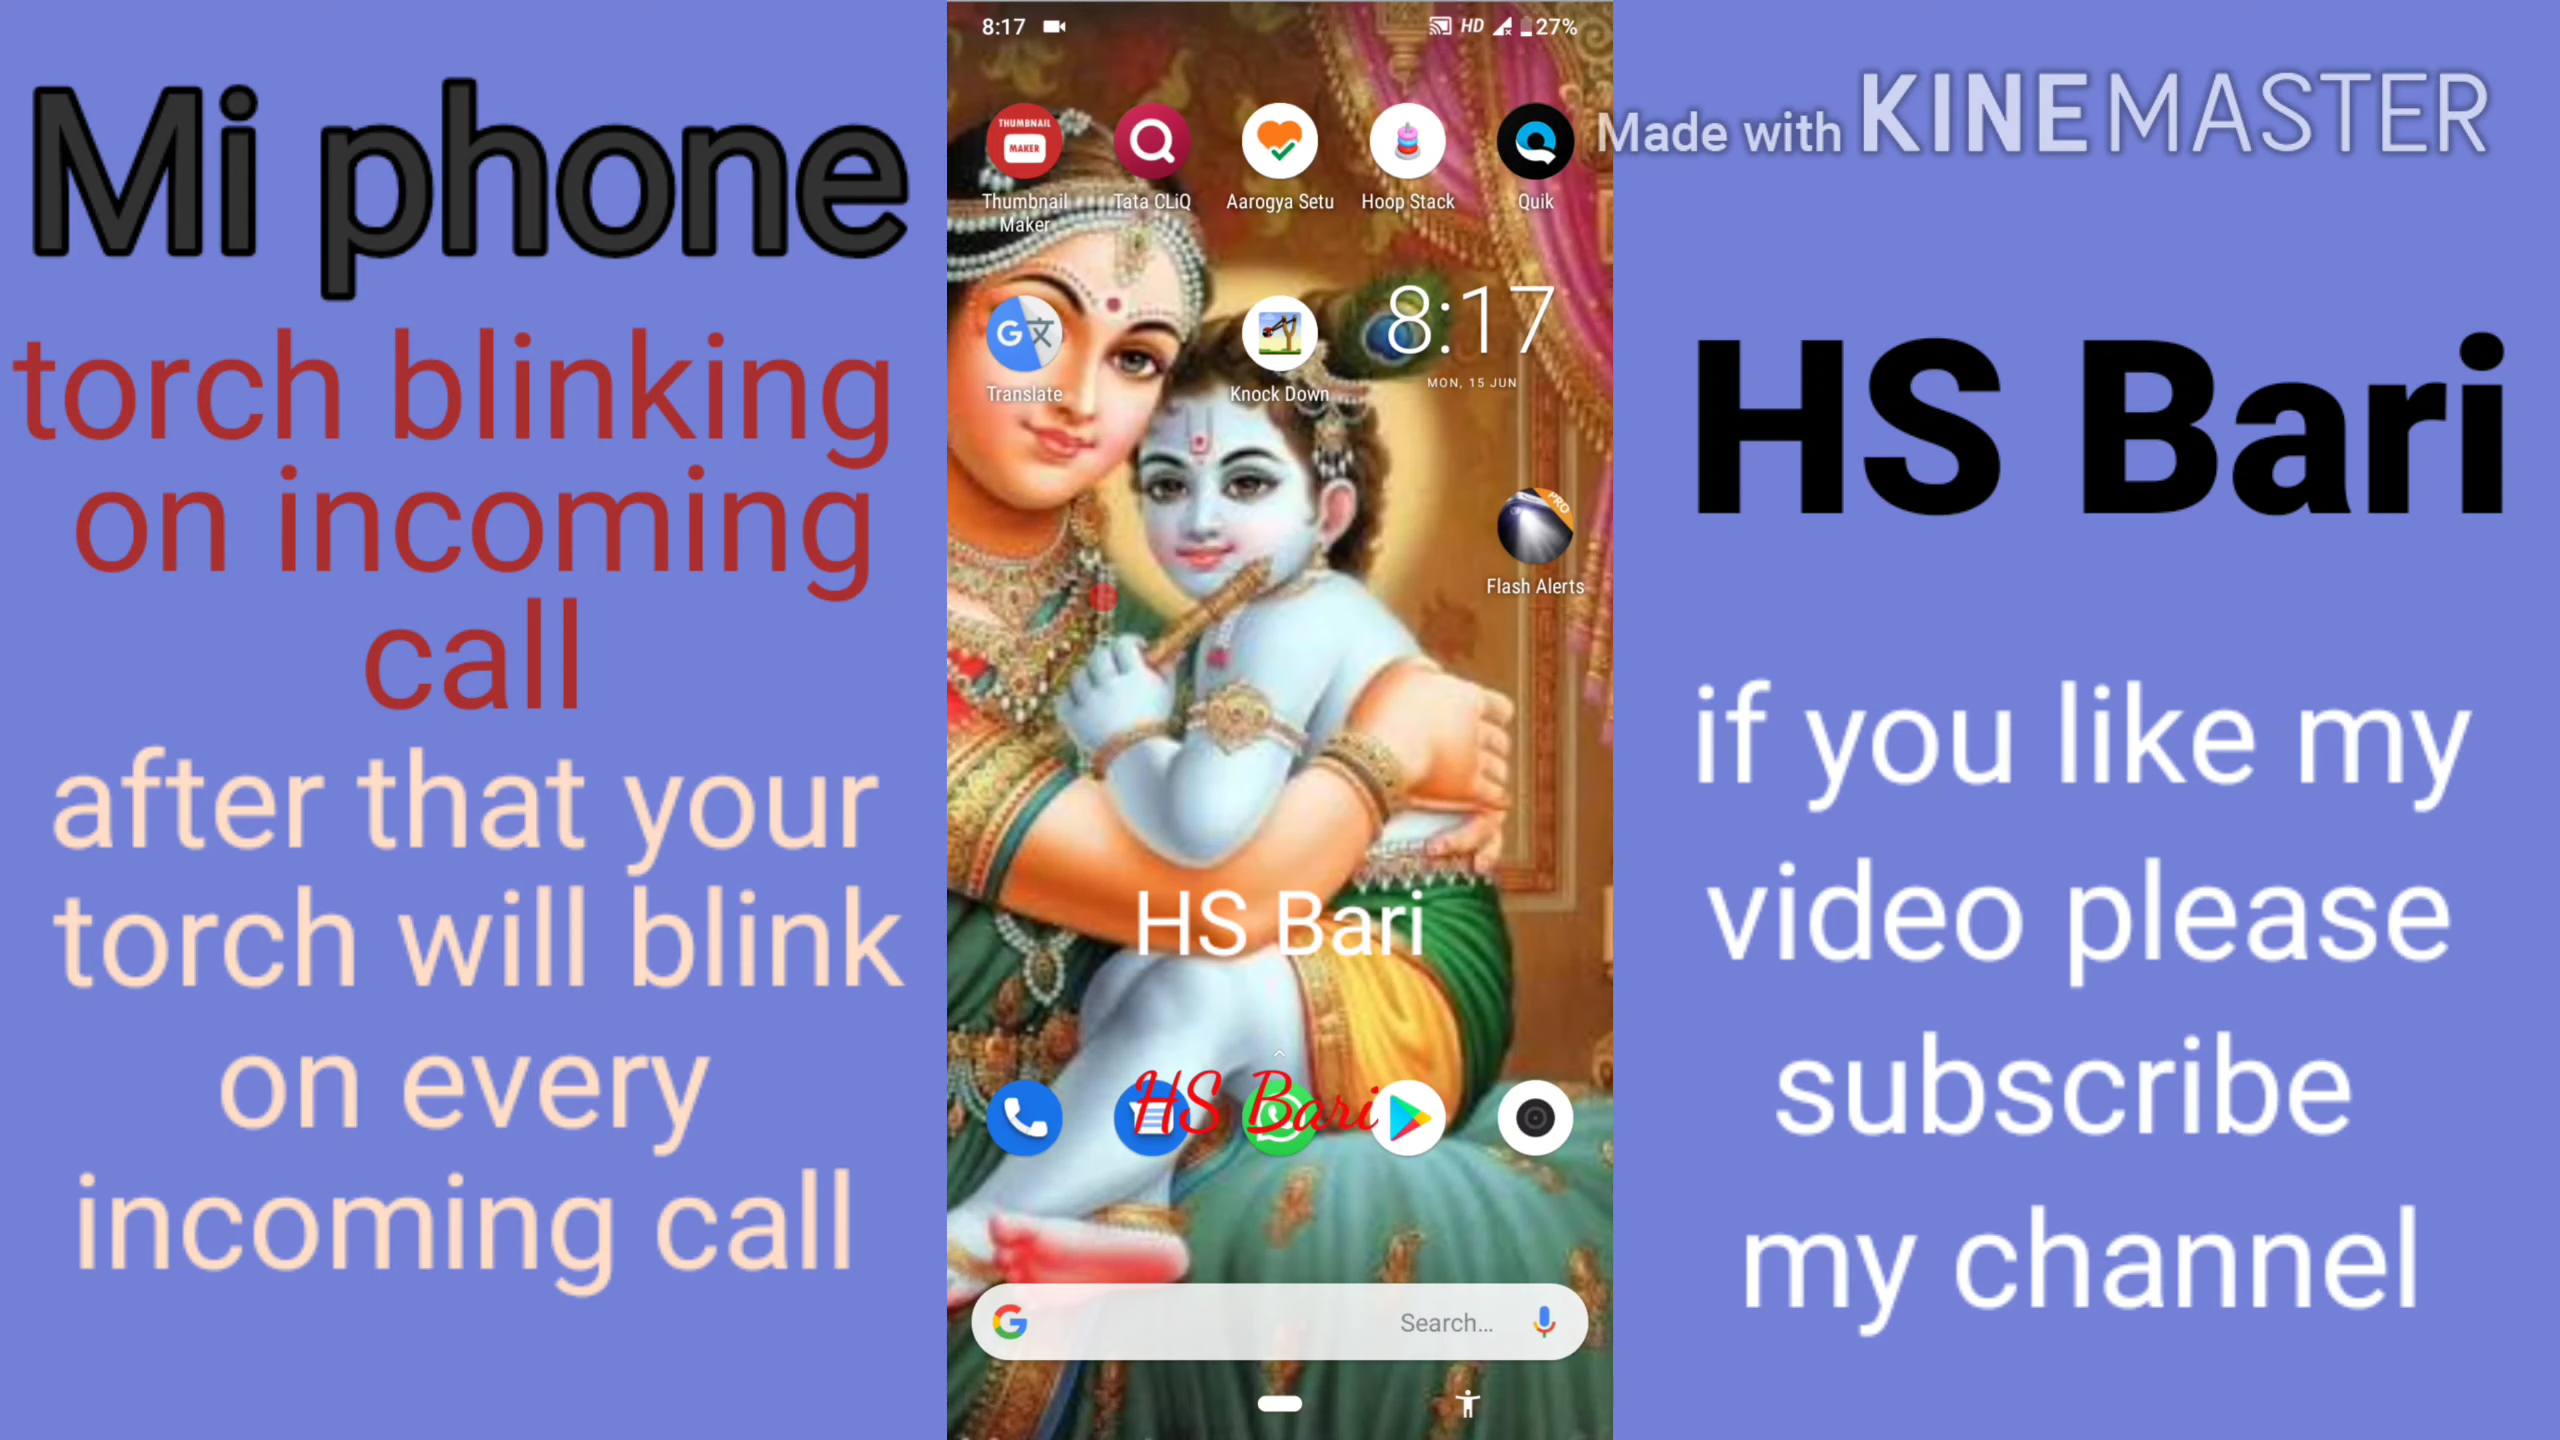 Mi phone
torch blinking
on incoming
call
after that your
torch will blink
on every
incoming call
8:17
HD
27%
THUMBNAIL
MAKER
Thumbnail
Maker
Tata CLiQ
Aarogya Setu
Hoop Stack
Quik
Translate
Knock Down
8:17
MON, 15 JUN
PRO
Flash Alerts
HS Bari
HS Bari
G
Search...
Made with KINEMASTER
HS Bari
if you like my
video please
subscribe
my channel